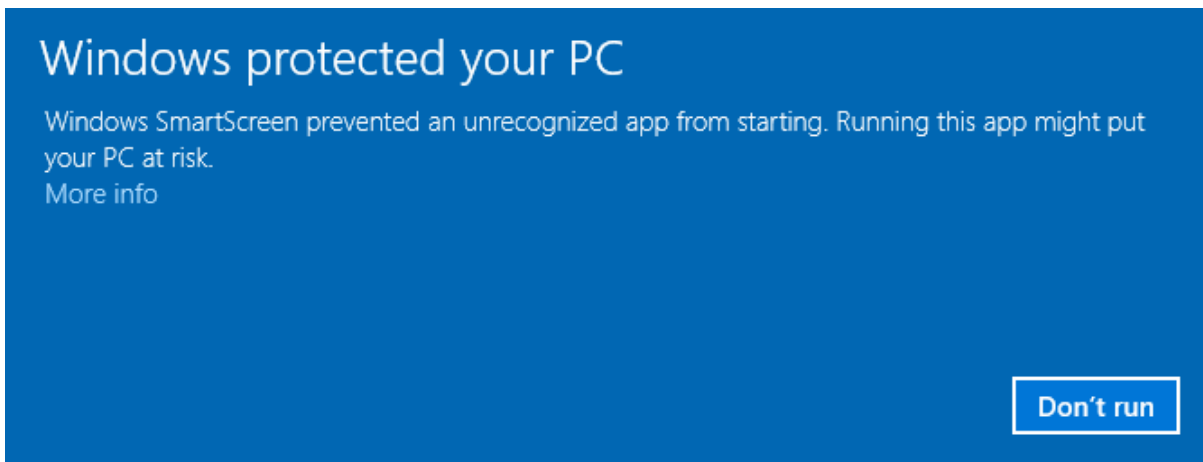 Windows protected your PC
Windows SmartScreen prevented an unrecognized app from starting. Running this app might put
your PC at risk.
More info
Don't run